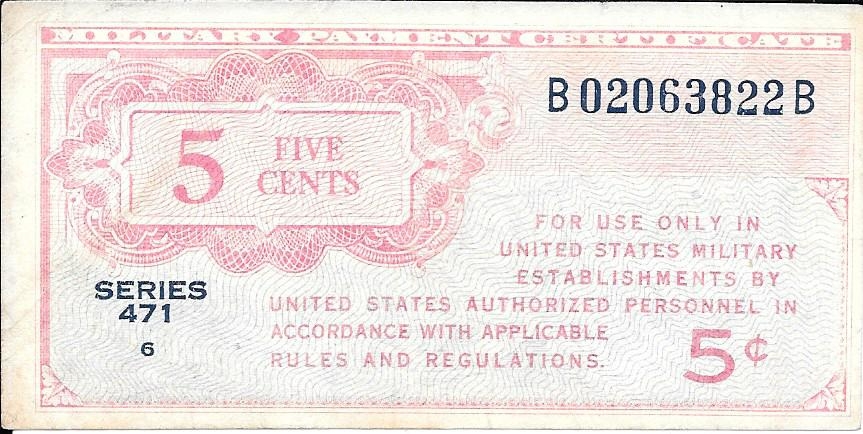 MILITARY PAYMENT CERTIFICATE
B02063822B
5 FIVE
CENTS
FOR USE ONLY IN
UNITED STATES MILITARY
ESTABLISHMENTS BY
UNITED STATES AUTHORIZED PERSONNEL IN
ACCORDANCE WITH APPLICABLE
RULES AND REGULATIONS.
SERIES
471
6
5¢